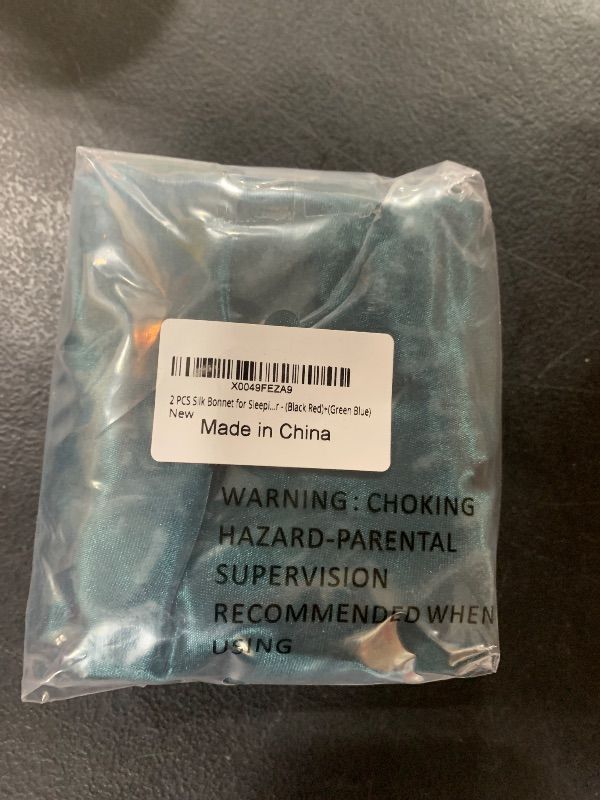 X0049FEZA9
2 PCS Silk Bonnet for Sleepi...r - (Black Red)+(Green Blue)
New
Made in China
WARNING: CHOKING
HAZARD-PARENTAL
SUPERVISION
RECOMMENDED WHEN
USING